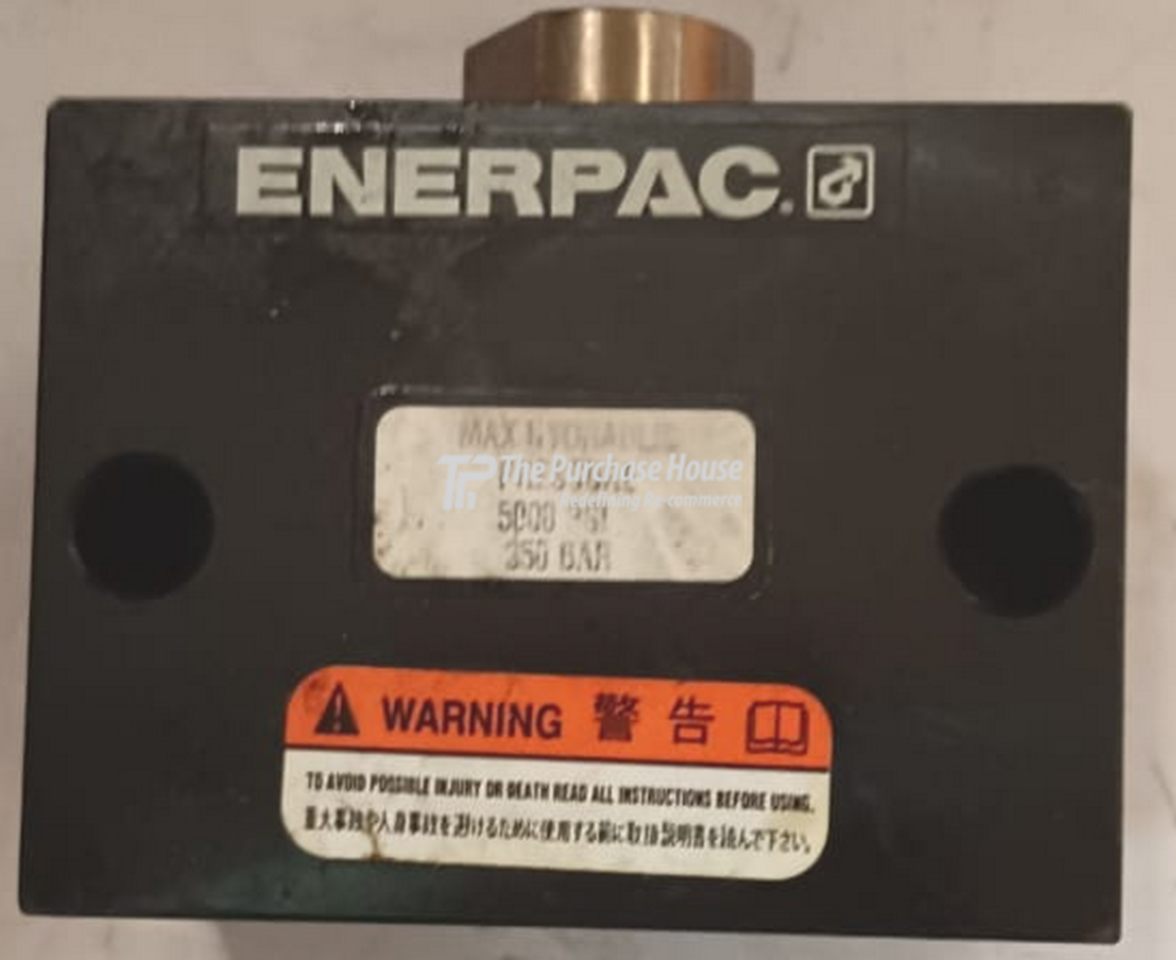 ENERPAC.
MAX HYDRAULIC
The Purchase House
Redefining Re-commerce
5000 PSI
350 BAR
WARNING 警告
TO AVOID POSSIBLE INJURY OR DEATH READ ALL INSTRUCTIONS BEFORE USING.
重大事故や人身事故を避けるために使用する前に取扱説明書を読んで下さい。